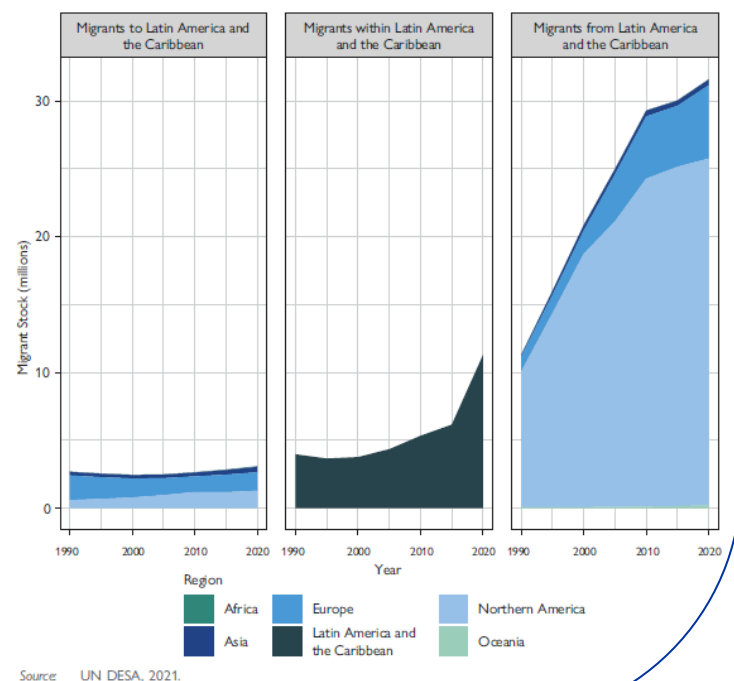 Migrants to Latin America and
the Caribbean
Migrants within Latin America
and the Caribbean
Migrants from Latin America
and the Caribbean
Migrant Stock (millions)
30
20
10
0
1990 2000 2010 2020
1990 2000 2010 2020
1990 2000 2010 2020
Year
Region
Africa
Europe
Northern America
Asia
Latin America and
the Caribbean
Oceania
Source: UN DESA, 2021.